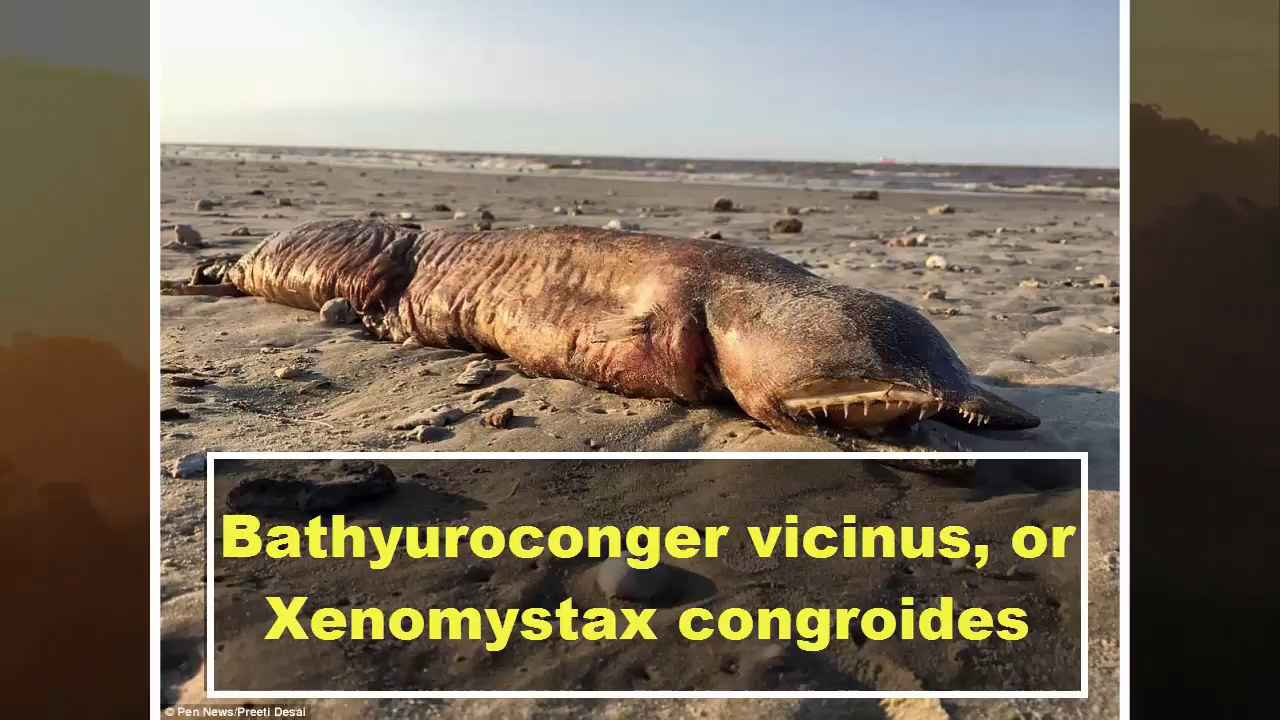 Bathyuroconger vicinus, or
Xenomystax congroides
© Pen News/Preeti Desai